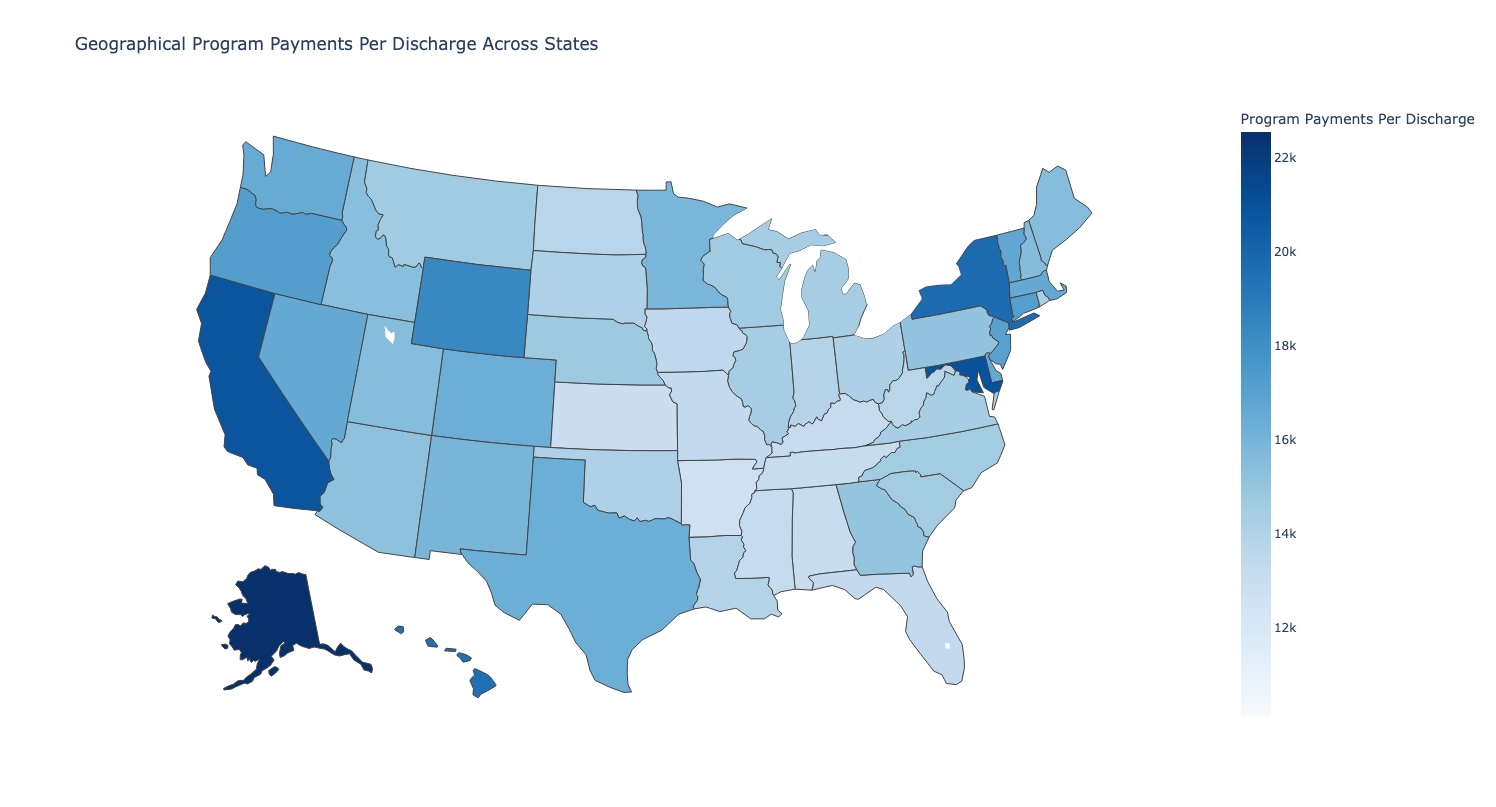 Geographical Program Payments Per Discharge Across States
Program Payments Per Discharge
22k
20k
18k
16k
14k
12k